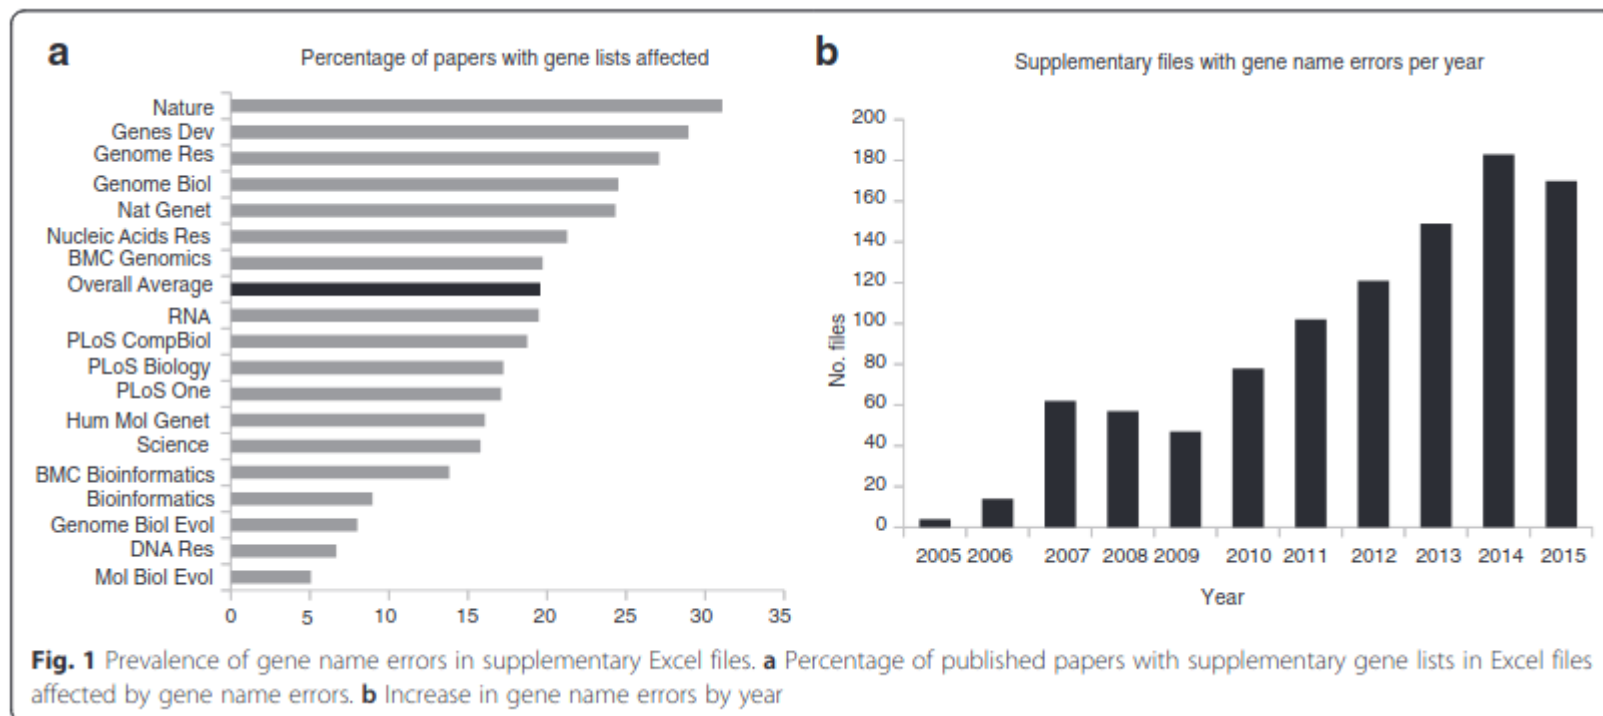 a
Percentage of papers with gene lists affected
Nature
Genes Dev
Genome Res
Genome Biol
Nat Genet
Nucleic Acids Res
BMC Genomics
Overall Average
RNA
PLoS CompBiol
PLoS Biology
PLoS One
Hum Mol Genet
Science
BMC Bioinformatics
Bioinformatics
Genome Biol Evol
DNA Res
Mol Biol Evol
0 5 10 15 20 25 30 35
b
Supplementary files with gene name errors per year
No. files
200
180
160
140
120
100
80
60
40
20
0
2005 2006 2007 2008 2009 2010 2011 2012 2013 2014 2015
Year
Fig. 1 Prevalence of gene name errors in supplementary Excel files. a Percentage of published papers with supplementary gene lists in Excel files
affected by gene name errors. b Increase in gene name errors by year